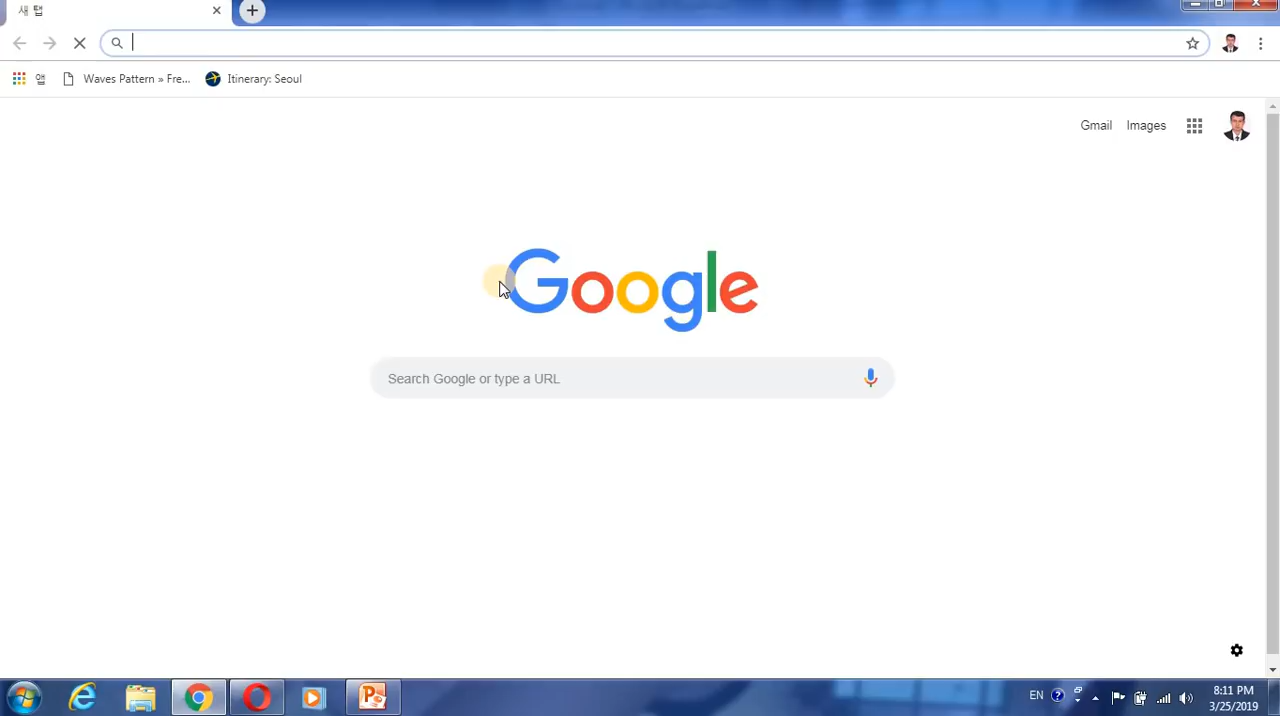 새 탭
앱
Waves Pattern » Fre...
Itinerary: Seoul
Gmail
Images
Google
Search Google or type a URL
EN
8:11 PM
3/25/2019